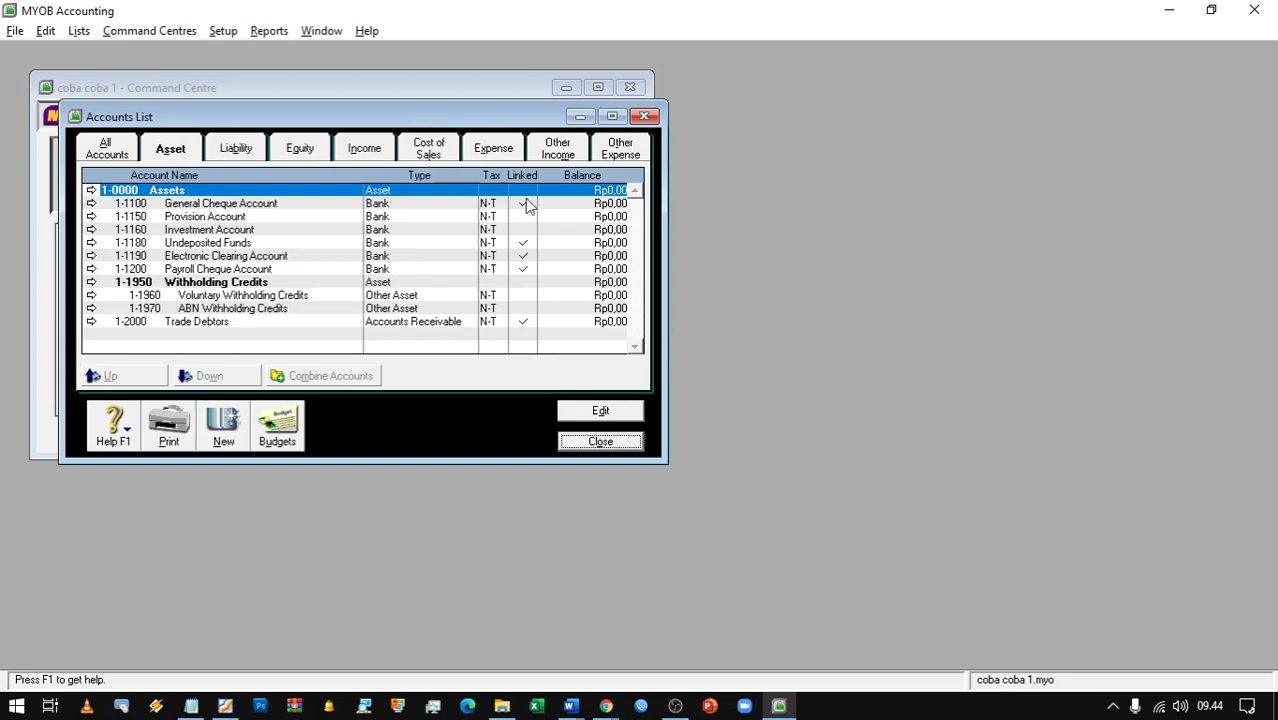 MYOB Accounting
File Edit Lists Command Centres Setup Reports Window Help
coba coba 1 - Command Centre
Accounts List
All Accounts
Asset
Liability
Equity
Income
Cost of Sales
Expense
Other Income
Other Expense
Account Name Type Tax Linked Balance
1-0000 Assets Asset Rp0,00
1-1100 General Cheque Account Bank N-T Rp0,00
1-1150 Provision Account Bank N-T Rp0,00
1-1160 Investment Account Bank N-T Rp0,00
1-1180 Undeposited Funds Bank N-T Rp0,00
1-1190 Electronic Clearing Account Bank N-T Rp0,00
1-1200 Payroll Cheque Account Bank N-T Rp0,00
1-1950 Withholding Credits Asset Rp0,00
1-1960 Voluntary Withholding Credits Other Asset N-T Rp0,00
1-1970 ABN Withholding Credits Other Asset N-T Rp0,00
1-2000 Trade Debtors Accounts Receivable N-T Rp0,00
Up Down Combine Accounts
Budget
Edit
Help F1 Print New Budgets
Close
Press F1 to get help. coba coba 1.myo
09.44